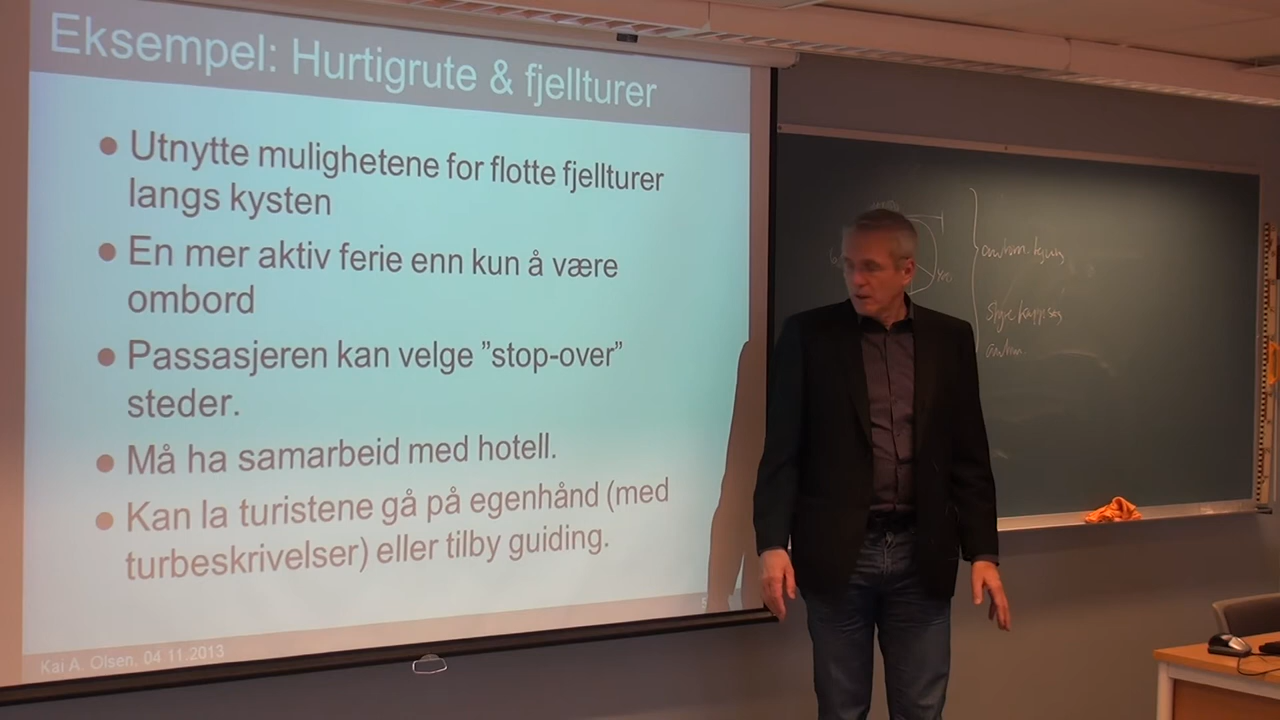 Eksempel: Hurtigrute & fjellturer
● Utnytte mulighetene for flotte fjellturer
langs kysten
● En mer aktiv ferie enn kun å være
ombord
● Passasjeren kan velge ”stop-over”
steder.
● Må ha samarbeid med hotell.
● Kan la turistene gå på egenhånd (med
turbeskrivelser) eller tilby guiding.
Kai A. Olsen, 04.11.2013